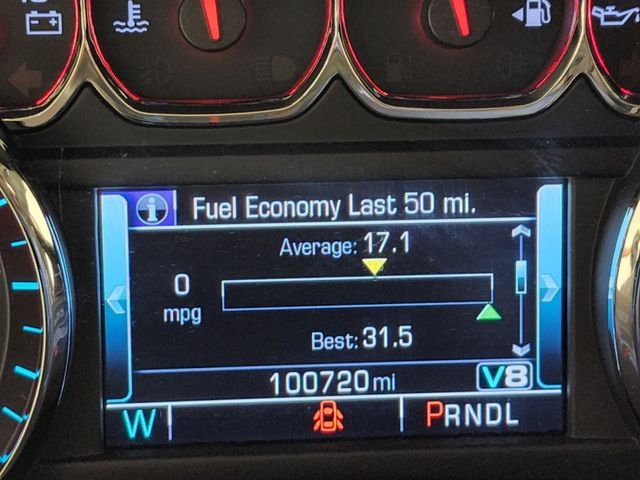 Fuel Economy Last 50 mi.
Average: 17.1
0
mpg
Best: 31.5
100720 mi V8
W PRNDL